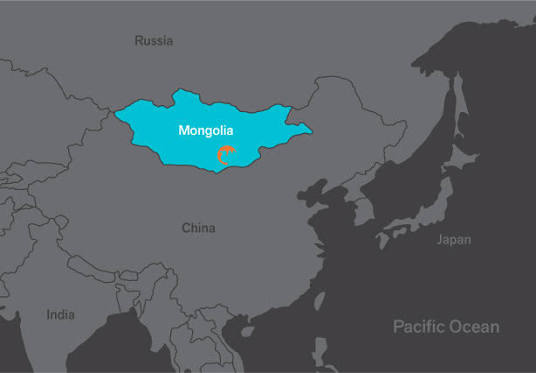 Russia
Mongolia
China
Japan
India
Pacific Ocean